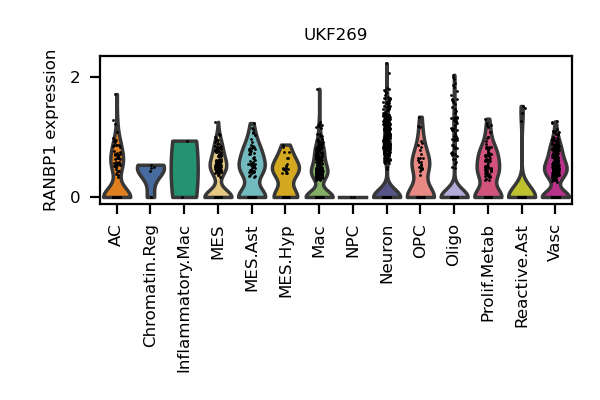 UKF269
RANBP1 expression
2
0
AC
Chromatin.Reg
Inflammatory.Mac
MES
MES.Ast
MES.Hyp
Mac
NPC
Neuron
OPC
Oligo
Prolif.Metab
Reactive.Ast
Vasc